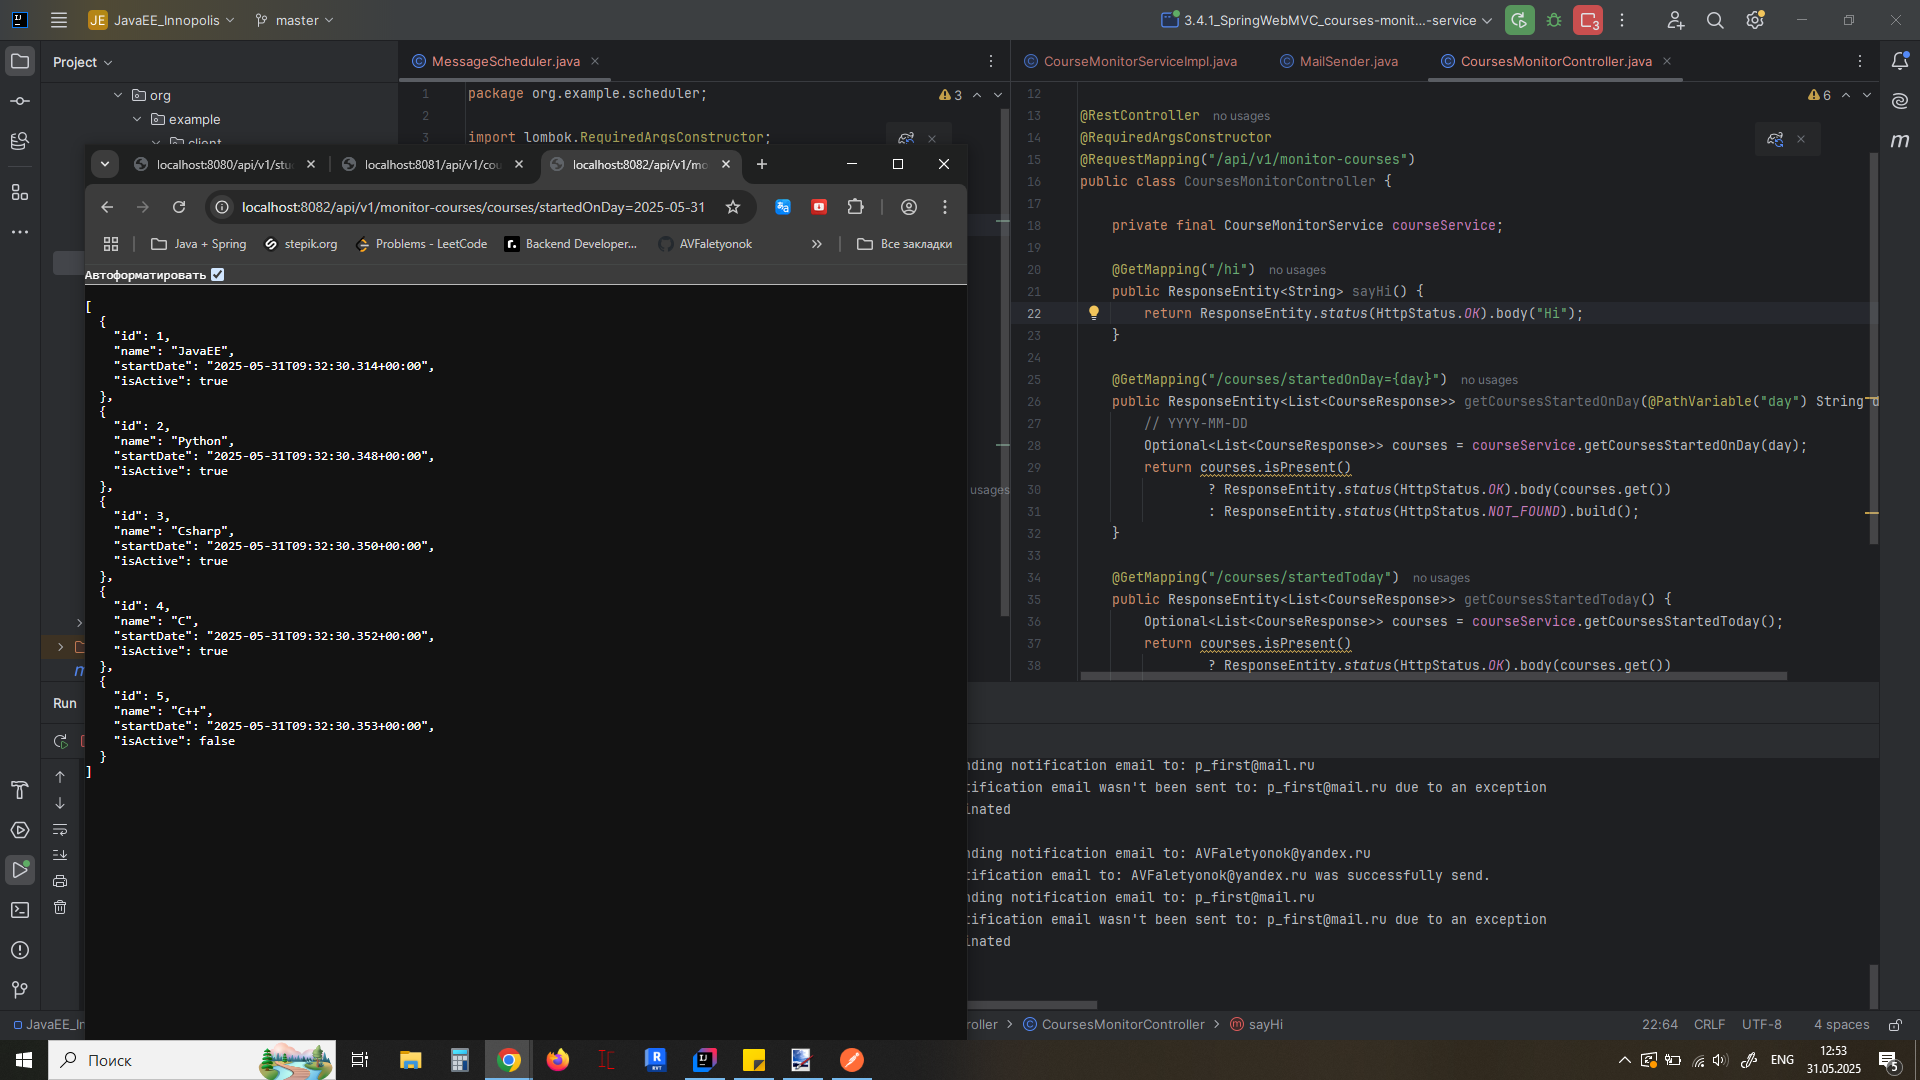 JE JavaEE_Innopolis
master
3.4.1_SpringWebMVC_courses-monit...-service
3
Project
MessageScheduler.java
CourseMonitorServiceImpl.java
MailSender.java
CoursesMonitorController.java
org
example
client
1 package org.example.scheduler;
2
3 import lombok.RequiredArgsConstructor;
3
localhost:8080/api/v1/stu
localhost:8081/api/v1/cou
localhost:8082/api/v1/mo
localhost:8082/api/v1/monitor-courses/courses/startedOnDay=2025-05-31
Java + Spring
stepik.org
Problems - LeetCode
Backend Developer...
AVFaletyonok
»
Все закладки
Автоформатировать
[
{
"id": 1,
"name": "JavaEE",
"startDate": "2025-05-31T09:32:30.314+00:00",
"isActive": true
},
{
"id": 2,
"name": "Python",
"startDate": "2025-05-31T09:32:30.348+00:00",
"isActive": true
},
{
"id": 3,
"name": "Csharp",
"startDate": "2025-05-31T09:32:30.350+00:00",
"isActive": true
},
{
"id": 4,
"name": "C",
"startDate": "2025-05-31T09:32:30.352+00:00",
"isActive": true
},
{
"id": 5,
"name": "C++",
"startDate": "2025-05-31T09:32:30.353+00:00",
"isActive": false
}
]
usages
6
12
13 @RestController no usages
14 @RequiredArgsConstructor
15 @RequestMapping("/api/v1/monitor-courses")
16 public class CoursesMonitorController {
17
18 private final CourseMonitorService courseService;
19
20 @GetMapping("/hi") no usages
21 public ResponseEntity<String> sayHi() {
22 return ResponseEntity.status(HttpStatus.OK).body("Hi");
23 }
24
25 @GetMapping("/courses/startedOnDay={day}") no usages
26 public ResponseEntity<List<CourseResponse>> getCoursesStartedOnDay(@PathVariable("day") String d
27 // YYYY-MM-DD
28 Optional<List<CourseResponse>> courses = courseService.getCoursesStartedOnDay(day);
29 return courses.isPresent()
30 ? ResponseEntity.status(HttpStatus.OK).body(courses.get())
31 : ResponseEntity.status(HttpStatus.NOT_FOUND).build();
32 }
33
34 @GetMapping("/courses/startedToday") no usages
35 public ResponseEntity<List<CourseResponse>> getCoursesStartedToday() {
36 Optional<List<CourseResponse>> courses = courseService.getCoursesStartedToday();
37 return courses.isPresent()
38 ? ResponseEntity.status(HttpStatus.OK).body(courses.get())
Run
nding notification email to: p_first@mail.ru
tification email wasn't been sent to: p_first@mail.ru due to an exception
inated
nding notification email to: AVFaletyonok@yandex.ru
tification email to: AVFaletyonok@yandex.ru was successfully send.
nding notification email to: p_first@mail.ru
tification email wasn't been sent to: p_first@mail.ru due to an exception
inated
JavaEE_In
roller > CoursesMonitorController > sayHi
22:64 CRLF UTF-8 4 spaces
Поиск
ENG
12:53
31.05.2025
5